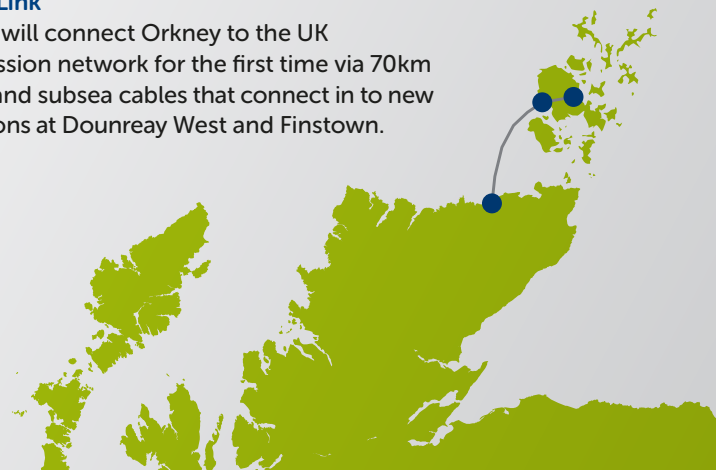 Link
will connect Orkney to the UK
ssion network for the first time via 70km
and subsea cables that connect in to new
ons at Dounreay West and Finstown.